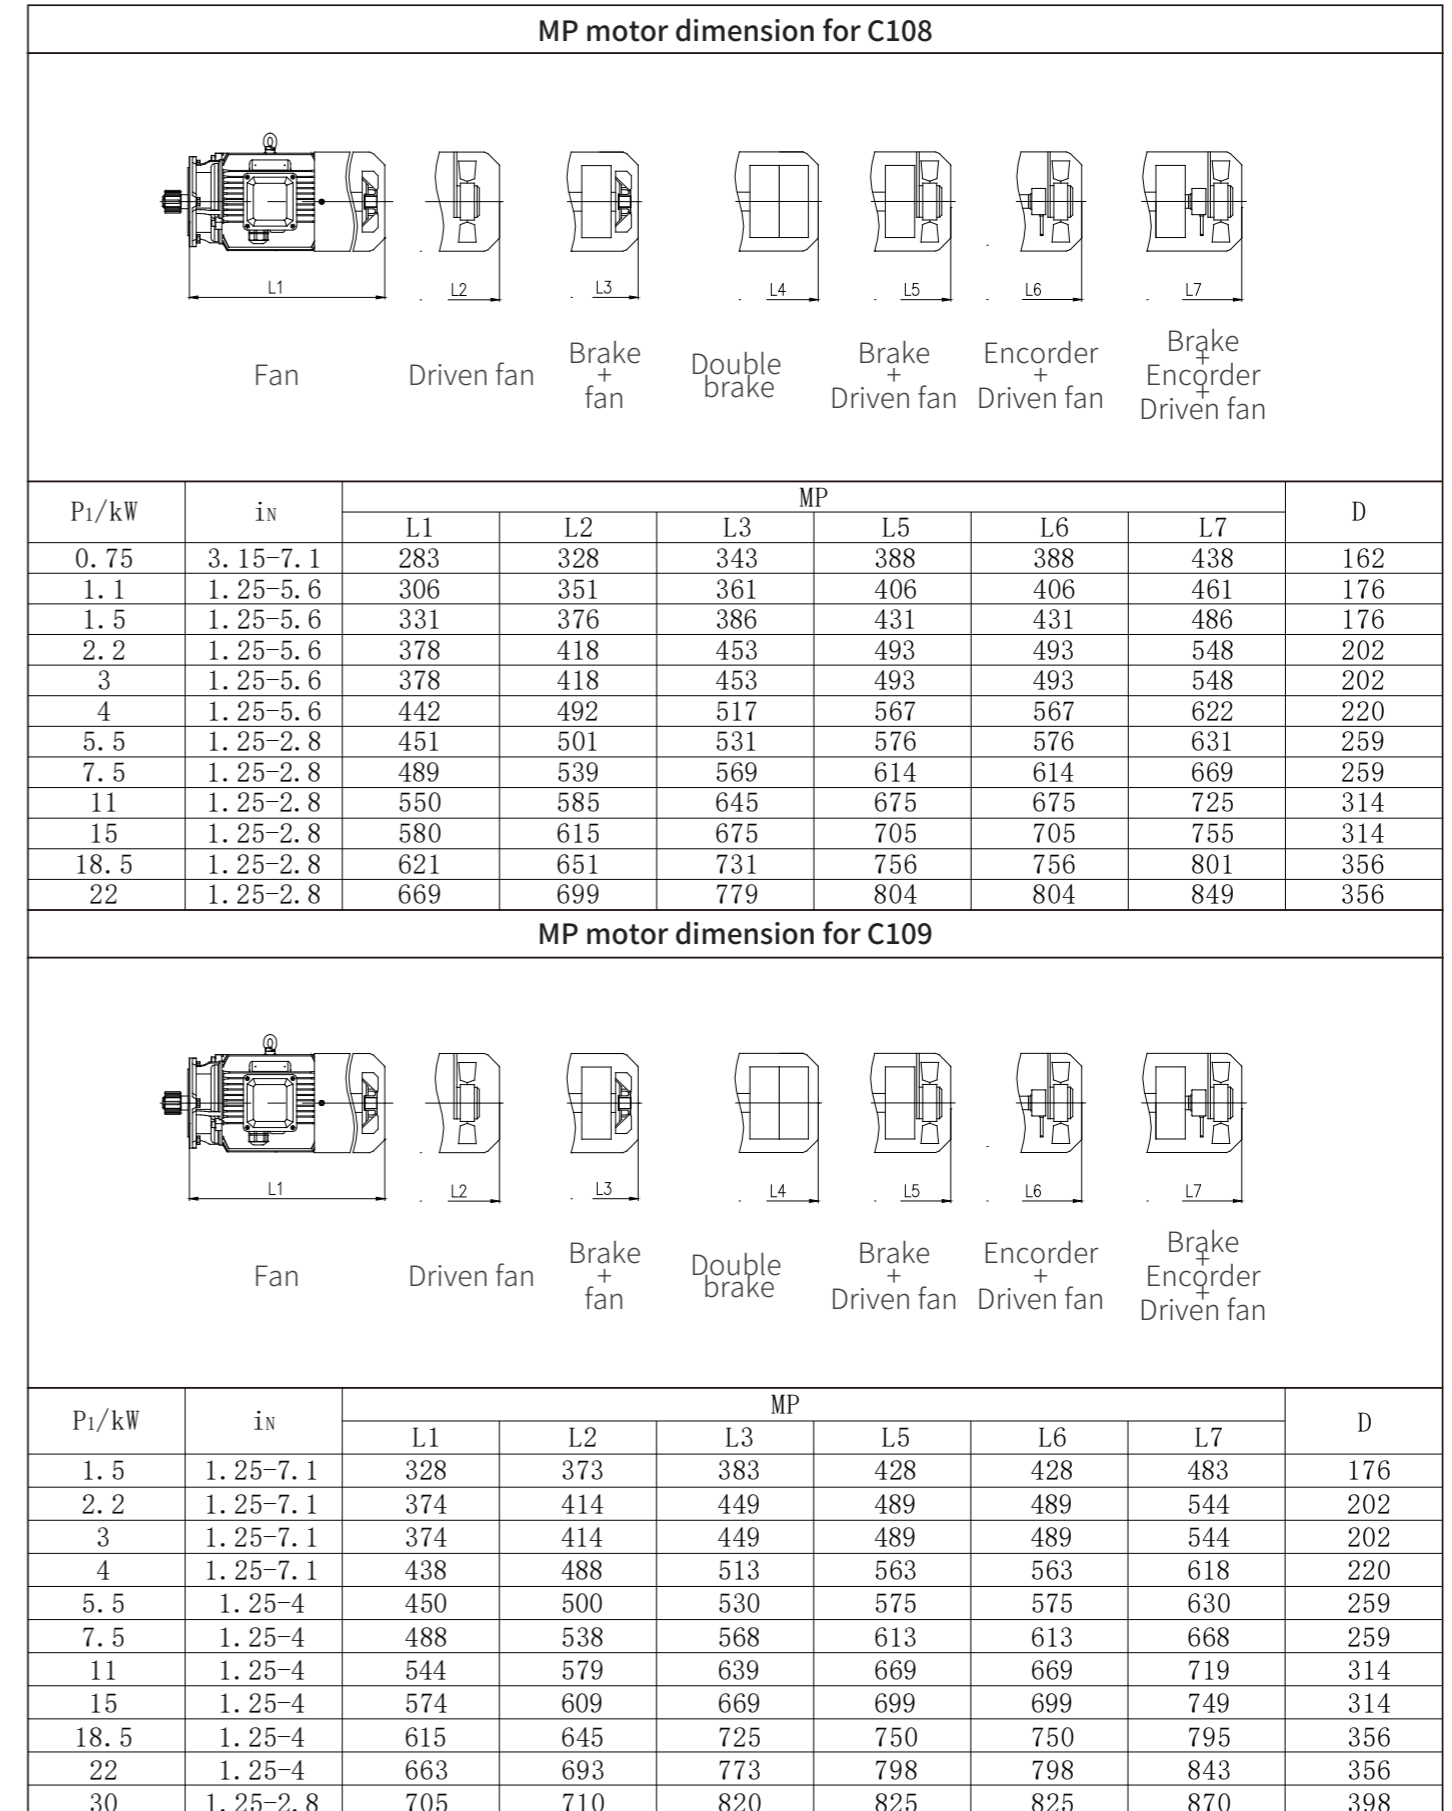 MP motor dimension for C108
L1 L2 L3 L4 L5 L6 L7
Fan
Driven fan
Brake
+
fan
Double
brake
Brake
+
Driven fan
Encorder
+
Driven fan
Brake
+
Encorder
+
Driven fan
P1/kW iN MP D
L1 L2 L3 L5 L6 L7
0.75 3.15-7.1 283 328 343 388 388 438 162
1.1 1.25-5.6 306 351 361 406 406 461 176
1.5 1.25-5.6 331 376 386 431 431 486 176
2.2 1.25-5.6 378 418 453 493 493 548 202
3 1.25-5.6 378 418 453 493 493 548 202
4 1.25-5.6 442 492 517 567 567 622 220
5.5 1.25-2.8 451 501 531 576 576 631 259
7.5 1.25-2.8 489 539 569 614 614 669 259
11 1.25-2.8 550 585 645 675 675 725 314
15 1.25-2.8 580 615 675 705 705 755 314
18.5 1.25-2.8 621 651 731 756 756 801 356
22 1.25-2.8 669 699 779 804 804 849 356
MP motor dimension for C109
L1 L2 L3 L4 L5 L6 L7
Fan
Driven fan
Brake
+
fan
Double
brake
Brake
+
Driven fan
Encorder
+
Driven fan
Brake
+
Encorder
+
Driven fan
P1/kW iN MP D
L1 L2 L3 L5 L6 L7
1.5 1.25-7.1 328 373 383 428 428 483 176
2.2 1.25-7.1 374 414 449 489 489 544 202
3 1.25-7.1 374 414 449 489 489 544 202
4 1.25-7.1 438 488 513 563 563 618 220
5.5 1.25-4 450 500 530 575 575 630 259
7.5 1.25-4 488 538 568 613 613 668 259
11 1.25-4 544 579 639 669 669 719 314
15 1.25-4 574 609 669 699 699 749 314
18.5 1.25-4 615 645 725 750 750 795 356
22 1.25-4 663 693 773 798 798 843 356
30 1.25-2.8 705 710 820 825 825 870 398